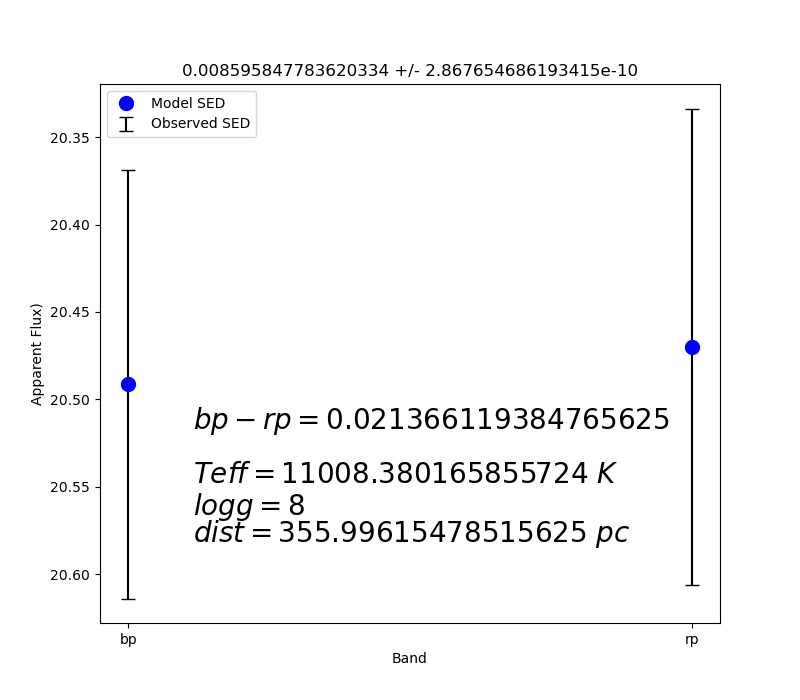 0.008595847783620334 +/- 2.867654686193415e-10
Model SED
Observed SED
20.35
20.40
20.45
20.50
20.55
20.60
Apparent Flux)
bp − rp = 0.021366119384765625
Teff = 11008.380165855724 K
logg = 8
dist = 355.99615478515625 pc
bp
rp
Band